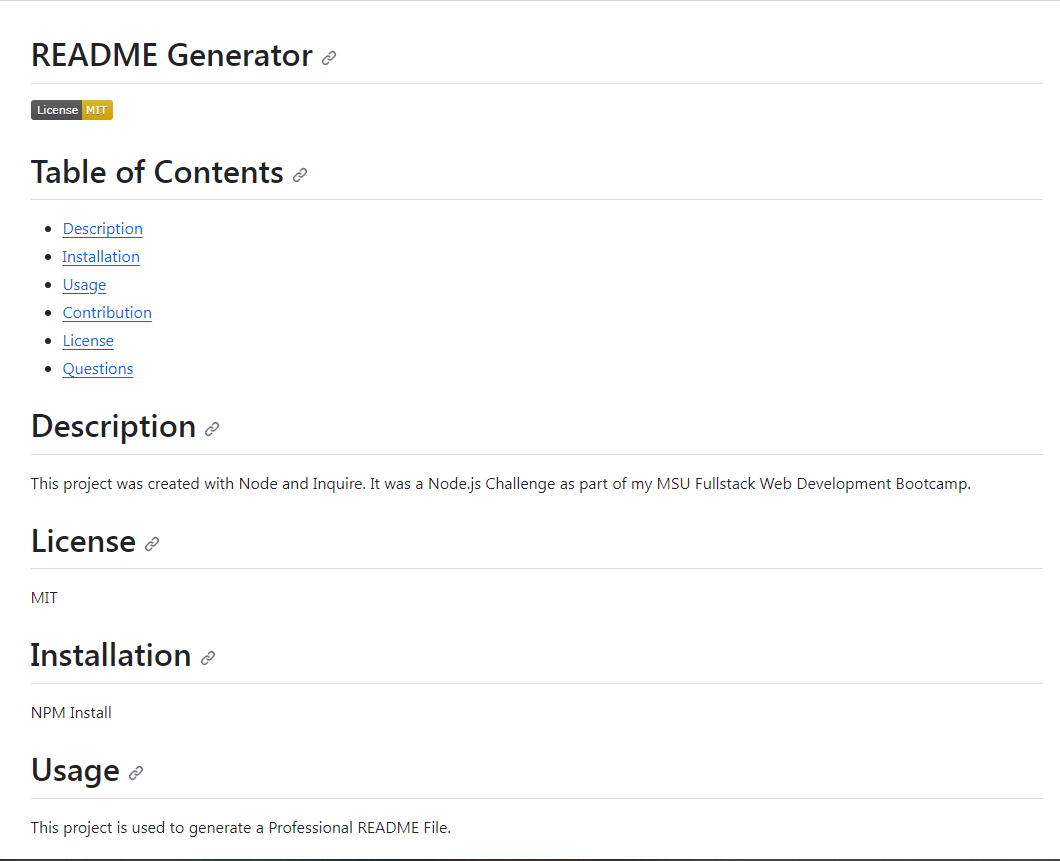 README Generator
License MIT
Table of Contents
Description
Installation
Usage
Contribution
License
Questions
Description
This project was created with Node and Inquire. It was a Node.js Challenge as part of my MSU Fullstack Web Development Bootcamp.
License
MIT
Installation
NPM Install
Usage
This project is used to generate a Professional README File.